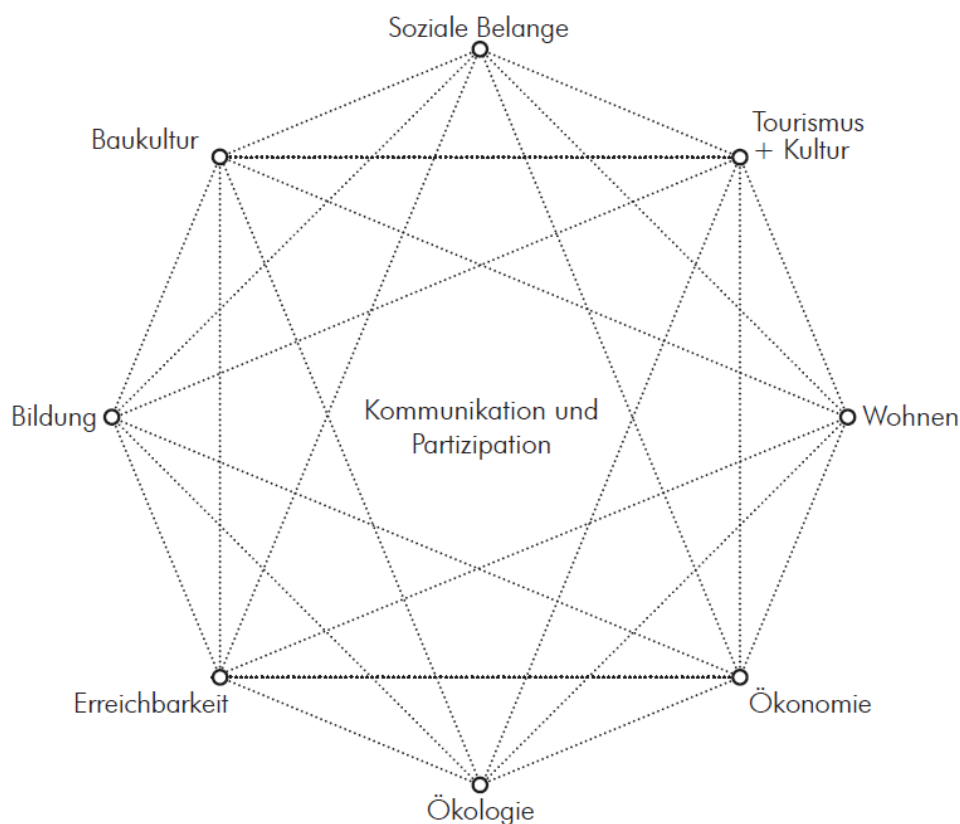 Soziale Belange
Baukultur
Tourismus
+ Kultur
Bildung
Kommunikation und
Partizipation
Wohnen
Erreichbarkeit
Ökonomie
Ökologie